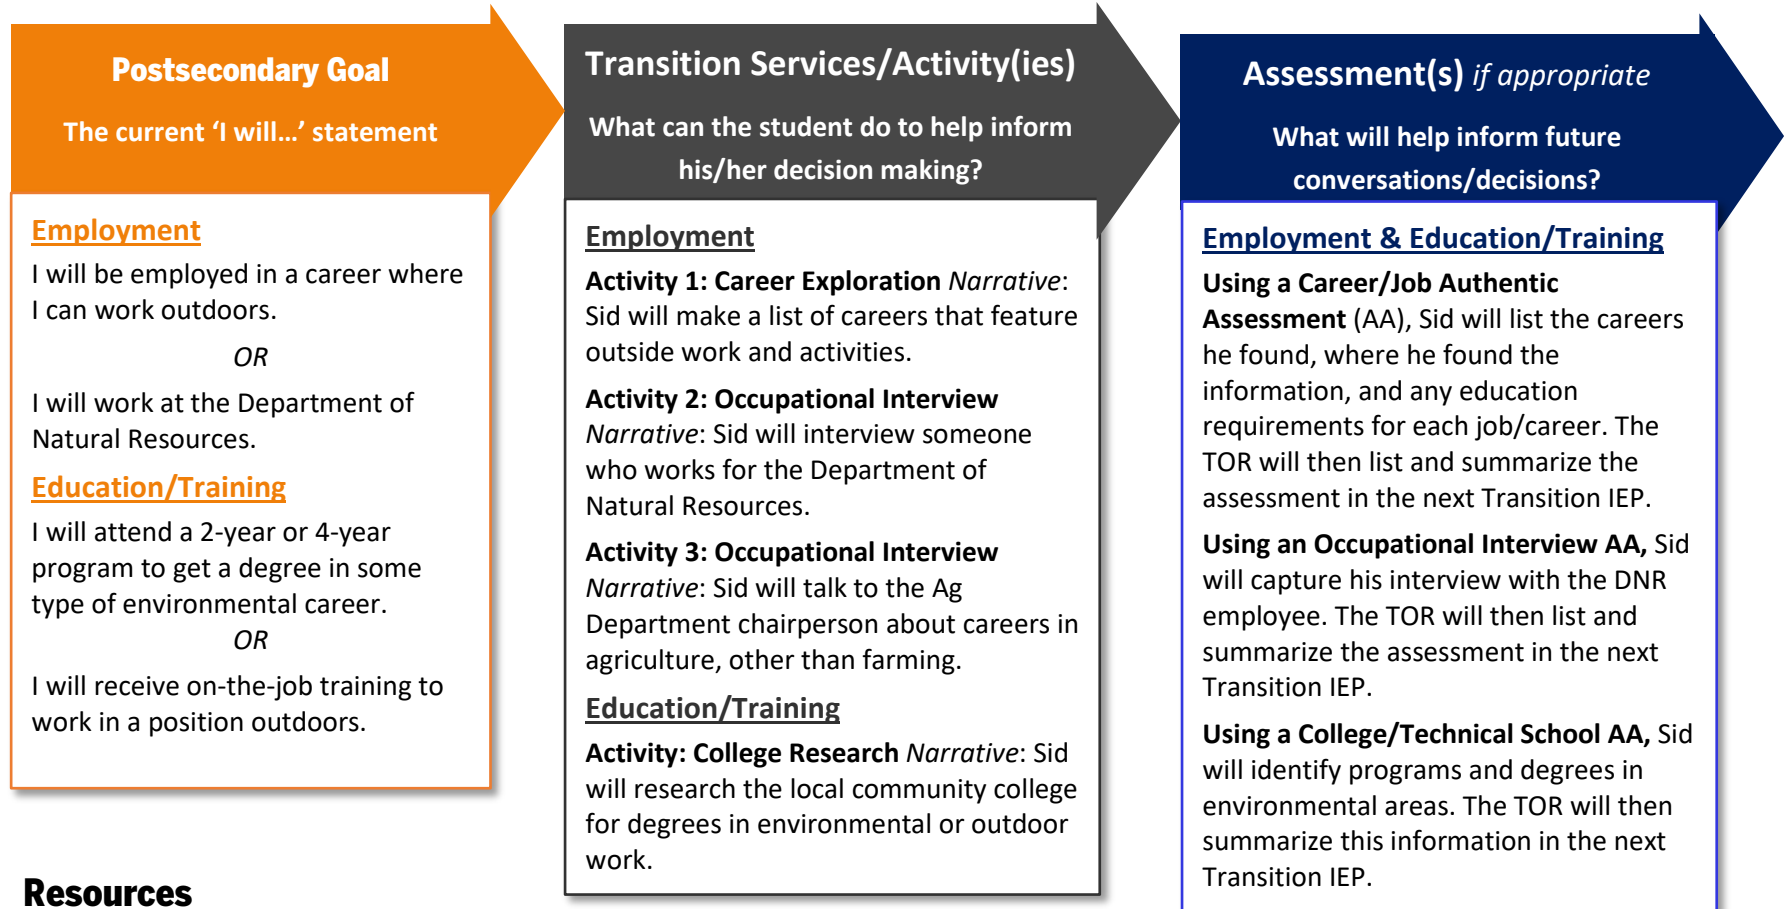 Postsecondary Goal
The current ‘I will…’ statement
Employment
I will be employed in a career where
I can work outdoors.
OR
I will work at the Department of
Natural Resources.
Education/Training
I will attend a 2-year or 4-year
program to get a degree in some
type of environmental career.
OR
I will receive on-the-job training to
work in a position outdoors.
Transition Services/Activity(ies)
What can the student do to help inform
his/her decision making?
Employment
Activity 1: Career Exploration Narrative:
Sid will make a list of careers that feature
outside work and activities.
Activity 2: Occupational Interview
Narrative: Sid will interview someone
who works for the Department of
Natural Resources.
Activity 3: Occupational Interview
Narrative: Sid will talk to the Ag
Department chairperson about careers in
agriculture, other than farming.
Education/Training
Activity: College Research Narrative: Sid
will research the local community college
for degrees in environmental or outdoor
work.
Assessment(s) if appropriate
What will help inform future
conversations/decisions?
Employment & Education/Training
Using a Career/Job Authentic
Assessment (AA), Sid will list the careers
he found, where he found the
information, and any education
requirements for each job/career. The
TOR will then list and summarize the
assessment in the next Transition IEP.
Using an Occupational Interview AA, Sid
will capture his interview with the DNR
employee. The TOR will then list and
summarize the assessment in the next
Transition IEP.
Using a College/Technical School AA, Sid
will identify programs and degrees in
environmental areas. The TOR will then
summarize this information in the next
Transition IEP.
Resources